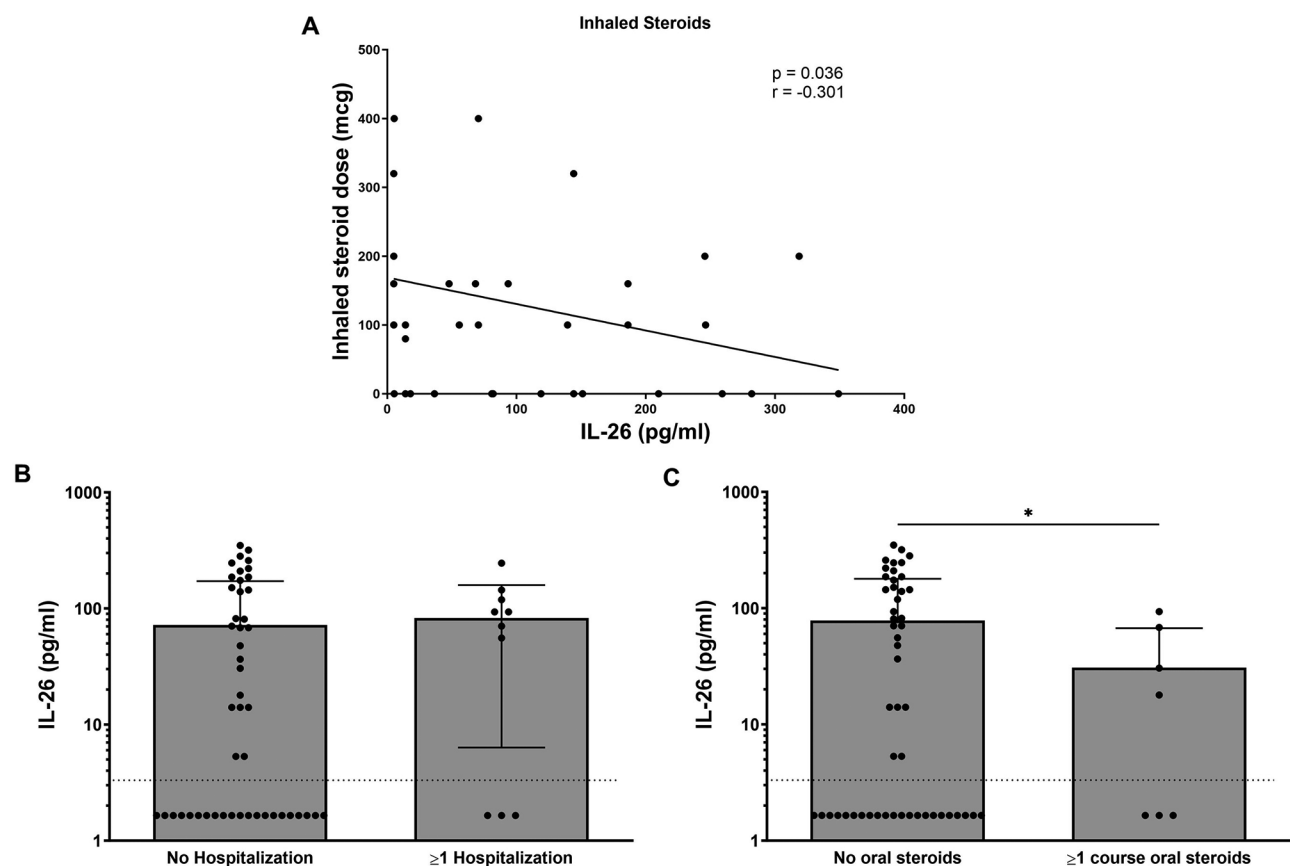 A
Inhaled Steroids
p = 0.036
r = -0.301
Inhaled steroid dose (mcg)
500
400
300
200
100
0
0 100 200 300 400
IL-26 (pg/ml)
B
IL-26 (pg/ml)
1000
100
10
1
No Hospitalization ≥1 Hospitalization
C
IL-26 (pg/ml)
1000
100
10
1
*
No oral steroids ≥1 course oral steroids